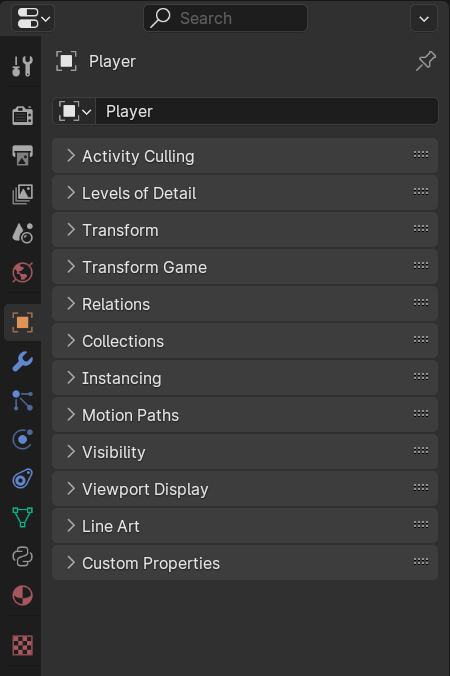 Search
Player
Player
Activity Culling
Levels of Detail
Transform
Transform Game
Relations
Collections
Instancing
Motion Paths
Visibility
Viewport Display
Line Art
Custom Properties